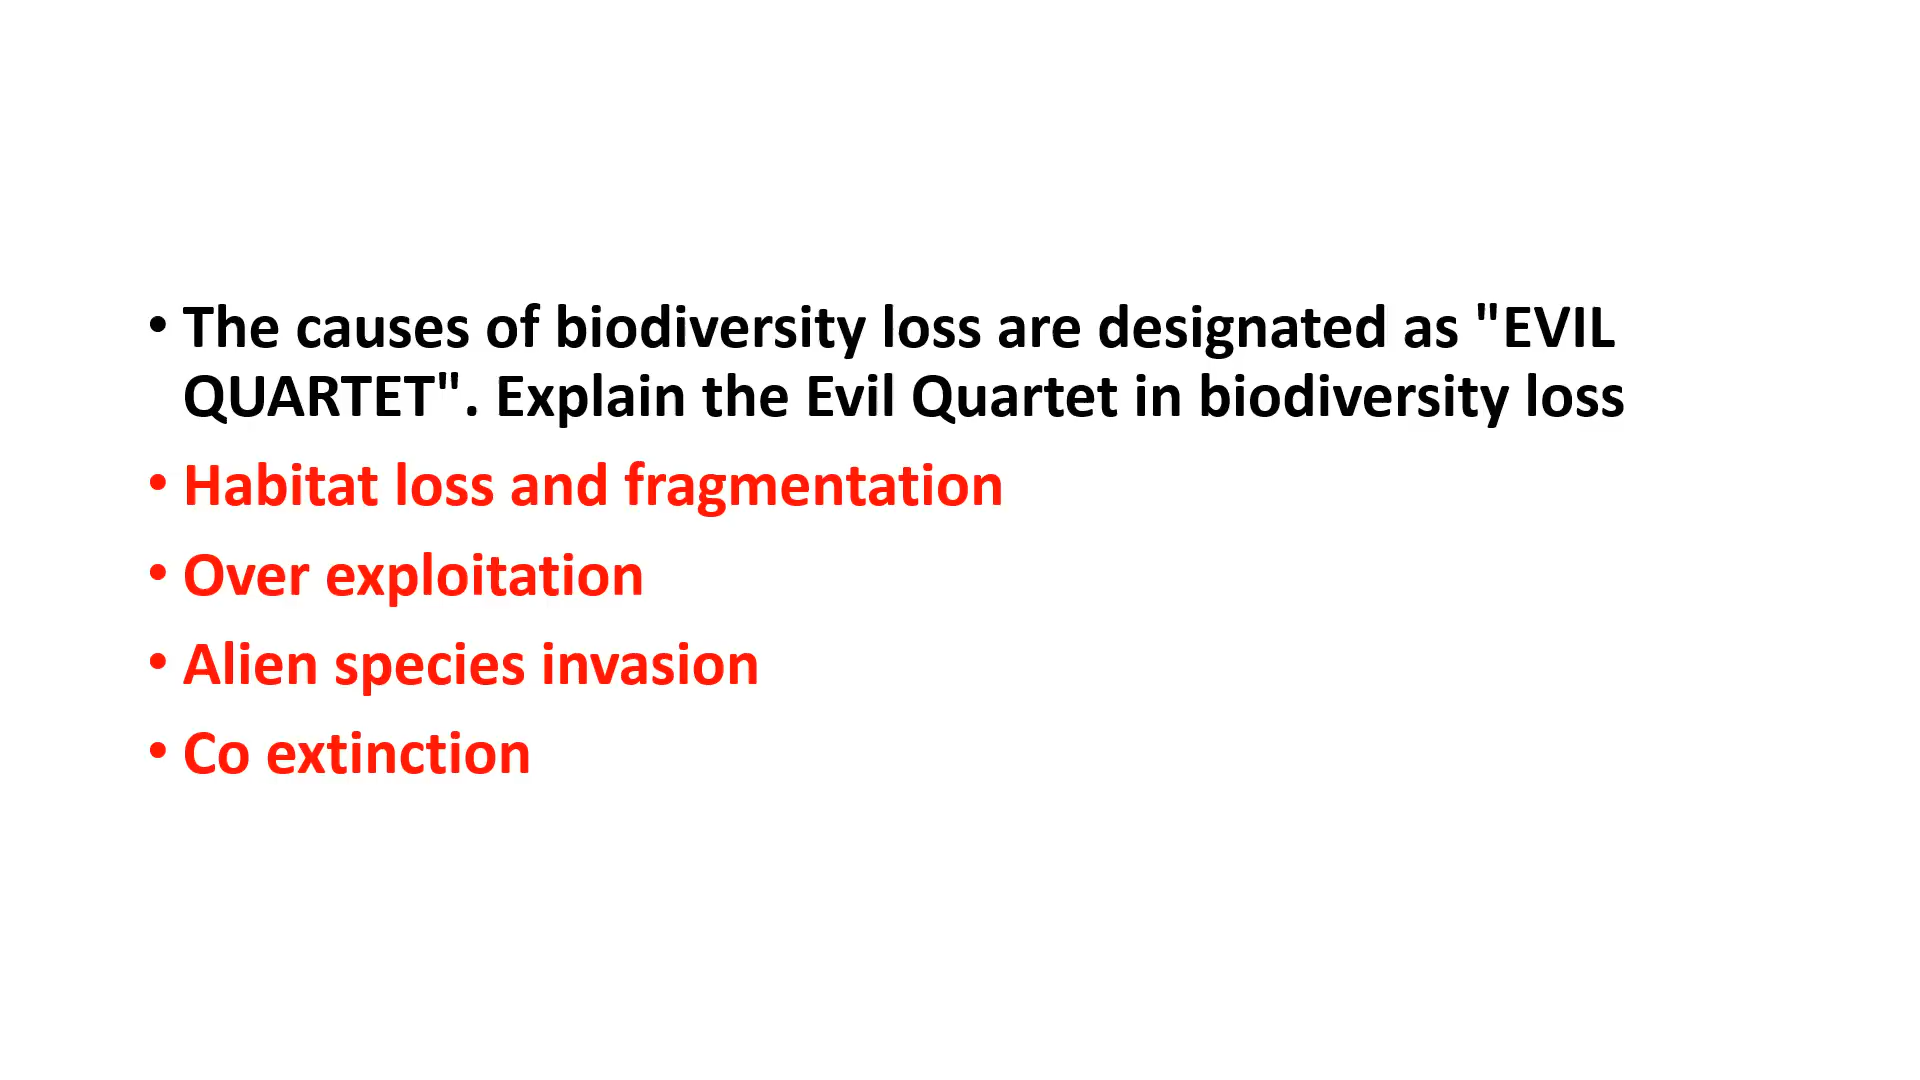 • The causes of biodiversity loss are designated as "EVIL
QUARTET". Explain the Evil Quartet in biodiversity loss
• Habitat loss and fragmentation
• Over exploitation
• Alien species invasion
• Co extinction